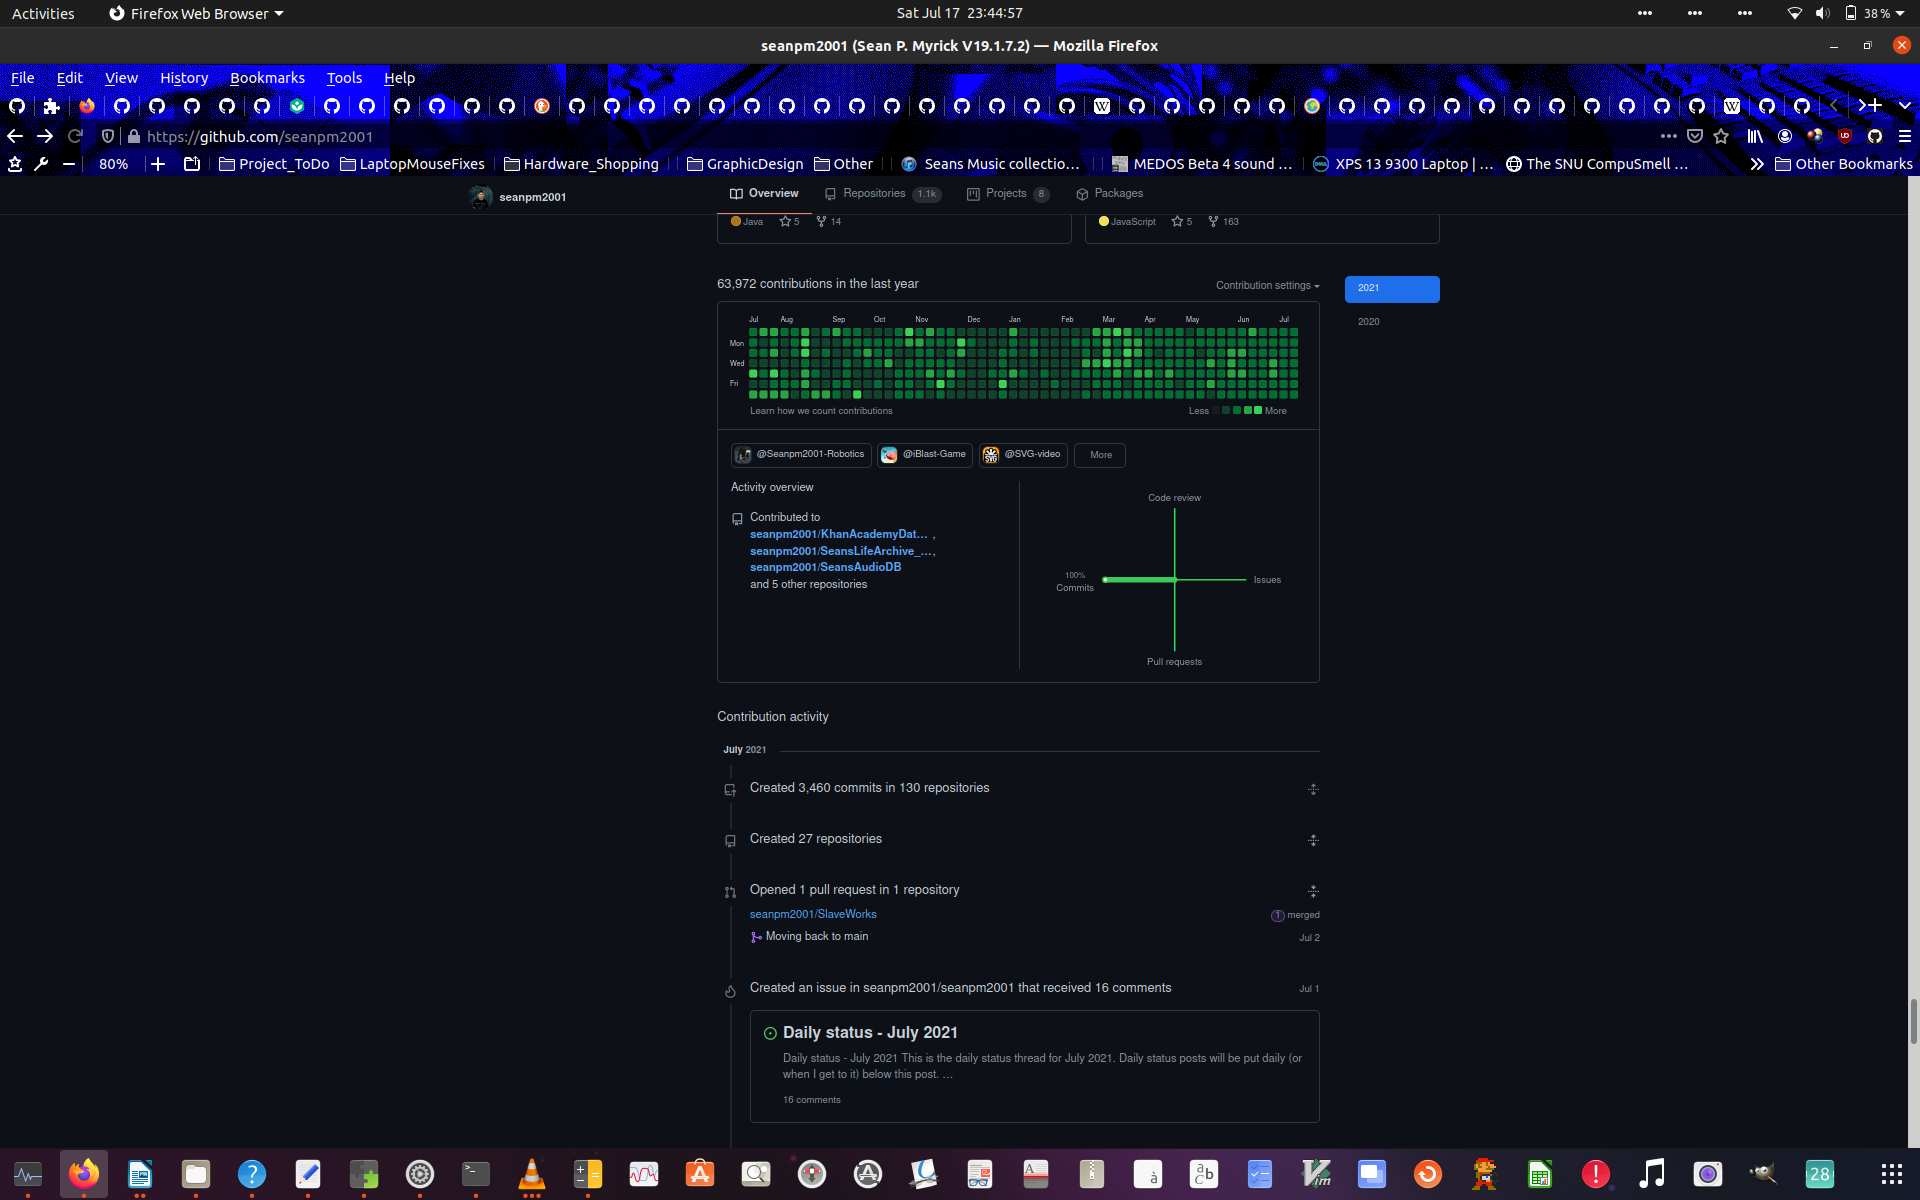 Activities
Firefox Web Browser
Sat Jul 17 23:44:57
38 %
seanpm2001 (Sean P. Myrick V19.1.7.2) — Mozilla Firefox
File Edit View History Bookmarks Tools Help
https://github.com/seanpm2001
80%
Project_ToDo
LaptopMouseFixes
Hardware_Shopping
GraphicDesign
Other
Seans Music collectio…
MEDOS Beta 4 sound …
XPS 13 9300 Laptop | …
The SNU CompuSmell …
Other Bookmarks
seanpm2001
Overview
Repositories 1.1k
Projects 8
Packages
Java 5 14
JavaScript 5 163
63,972 contributions in the last year
Contribution settings
2021
2020
Jul Aug Sep Oct Nov Dec Jan Feb Mar Apr May Jun Jul
Mon
Wed
Fri
Learn how we count contributions
Less More
@Seanpm2001-Robotics
@iBlast-Game
@SVG-video
More
Activity overview
Contributed to
seanpm2001/KhanAcademyDat… ,
seanpm2001/SeansLifeArchive_… ,
seanpm2001/SeansAudioDB
and 5 other repositories
Code review
100%
Commits
Issues
Pull requests
Contribution activity
July 2021
Created 3,460 commits in 130 repositories
Created 27 repositories
Opened 1 pull request in 1 repository
seanpm2001/SlaveWorks
1 merged
Moving back to main
Jul 2
Created an issue in seanpm2001/seanpm2001 that received 16 comments
Jul 1
Daily status - July 2021
Daily status - July 2021 This is the daily status thread for July 2021. Daily status posts will be put daily (or
when I get to it) below this post. …
16 comments
28